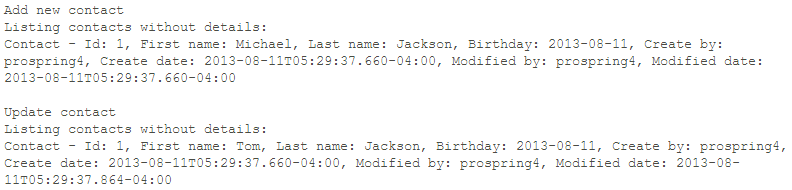 Add new contact
Listing contacts without details:
Contact - Id: 1, First name: Michael, Last name: Jackson, Birthday: 2013-08-11, Create by:
prospring4, Create date: 2013-08-11T05:29:37.660-04:00, Modified by: prospring4, Modified date:
2013-08-11T05:29:37.660-04:00

Update contact
Listing contacts without details:
Contact - Id: 1, First name: Tom, Last name: Jackson, Birthday: 2013-08-11, Create by: prospring4,
Create date: 2013-08-11T05:29:37.660-04:00, Modified by: prospring4, Modified date: 2013-08-
11T05:29:37.864-04:00